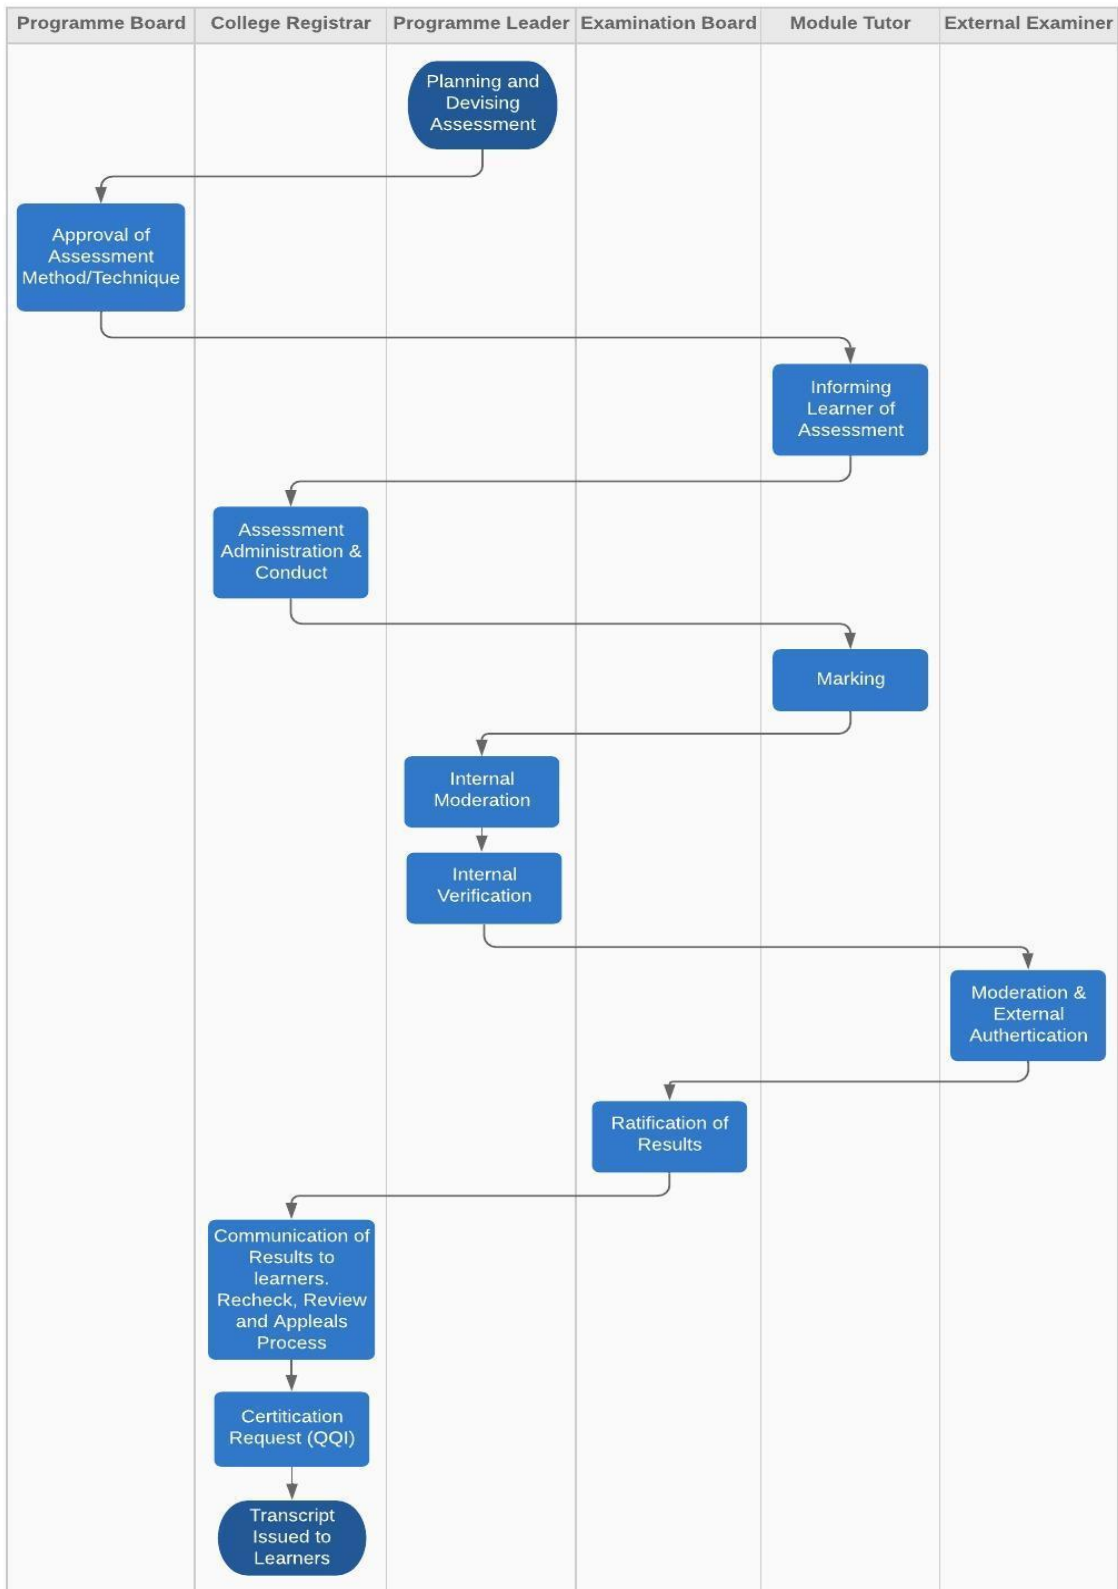 Programme Board
College Registrar
Programme Leader
Examination Board
Module Tutor
External Examiner
Planning and
Devising
Assessment
Approval of
Assessment
Method/Technique
Informing
Learner of
Assessment
Assessment
Administration &
Conduct
Marking
Internal
Moderation
Internal
Verification
Moderation &
External
Authertication
Ratification of
Results
Communication of
Results to
learners.
Recheck, Review
and Appleals
Process
Certitication
Request (QQI)
Transcript
Issued to
Learners